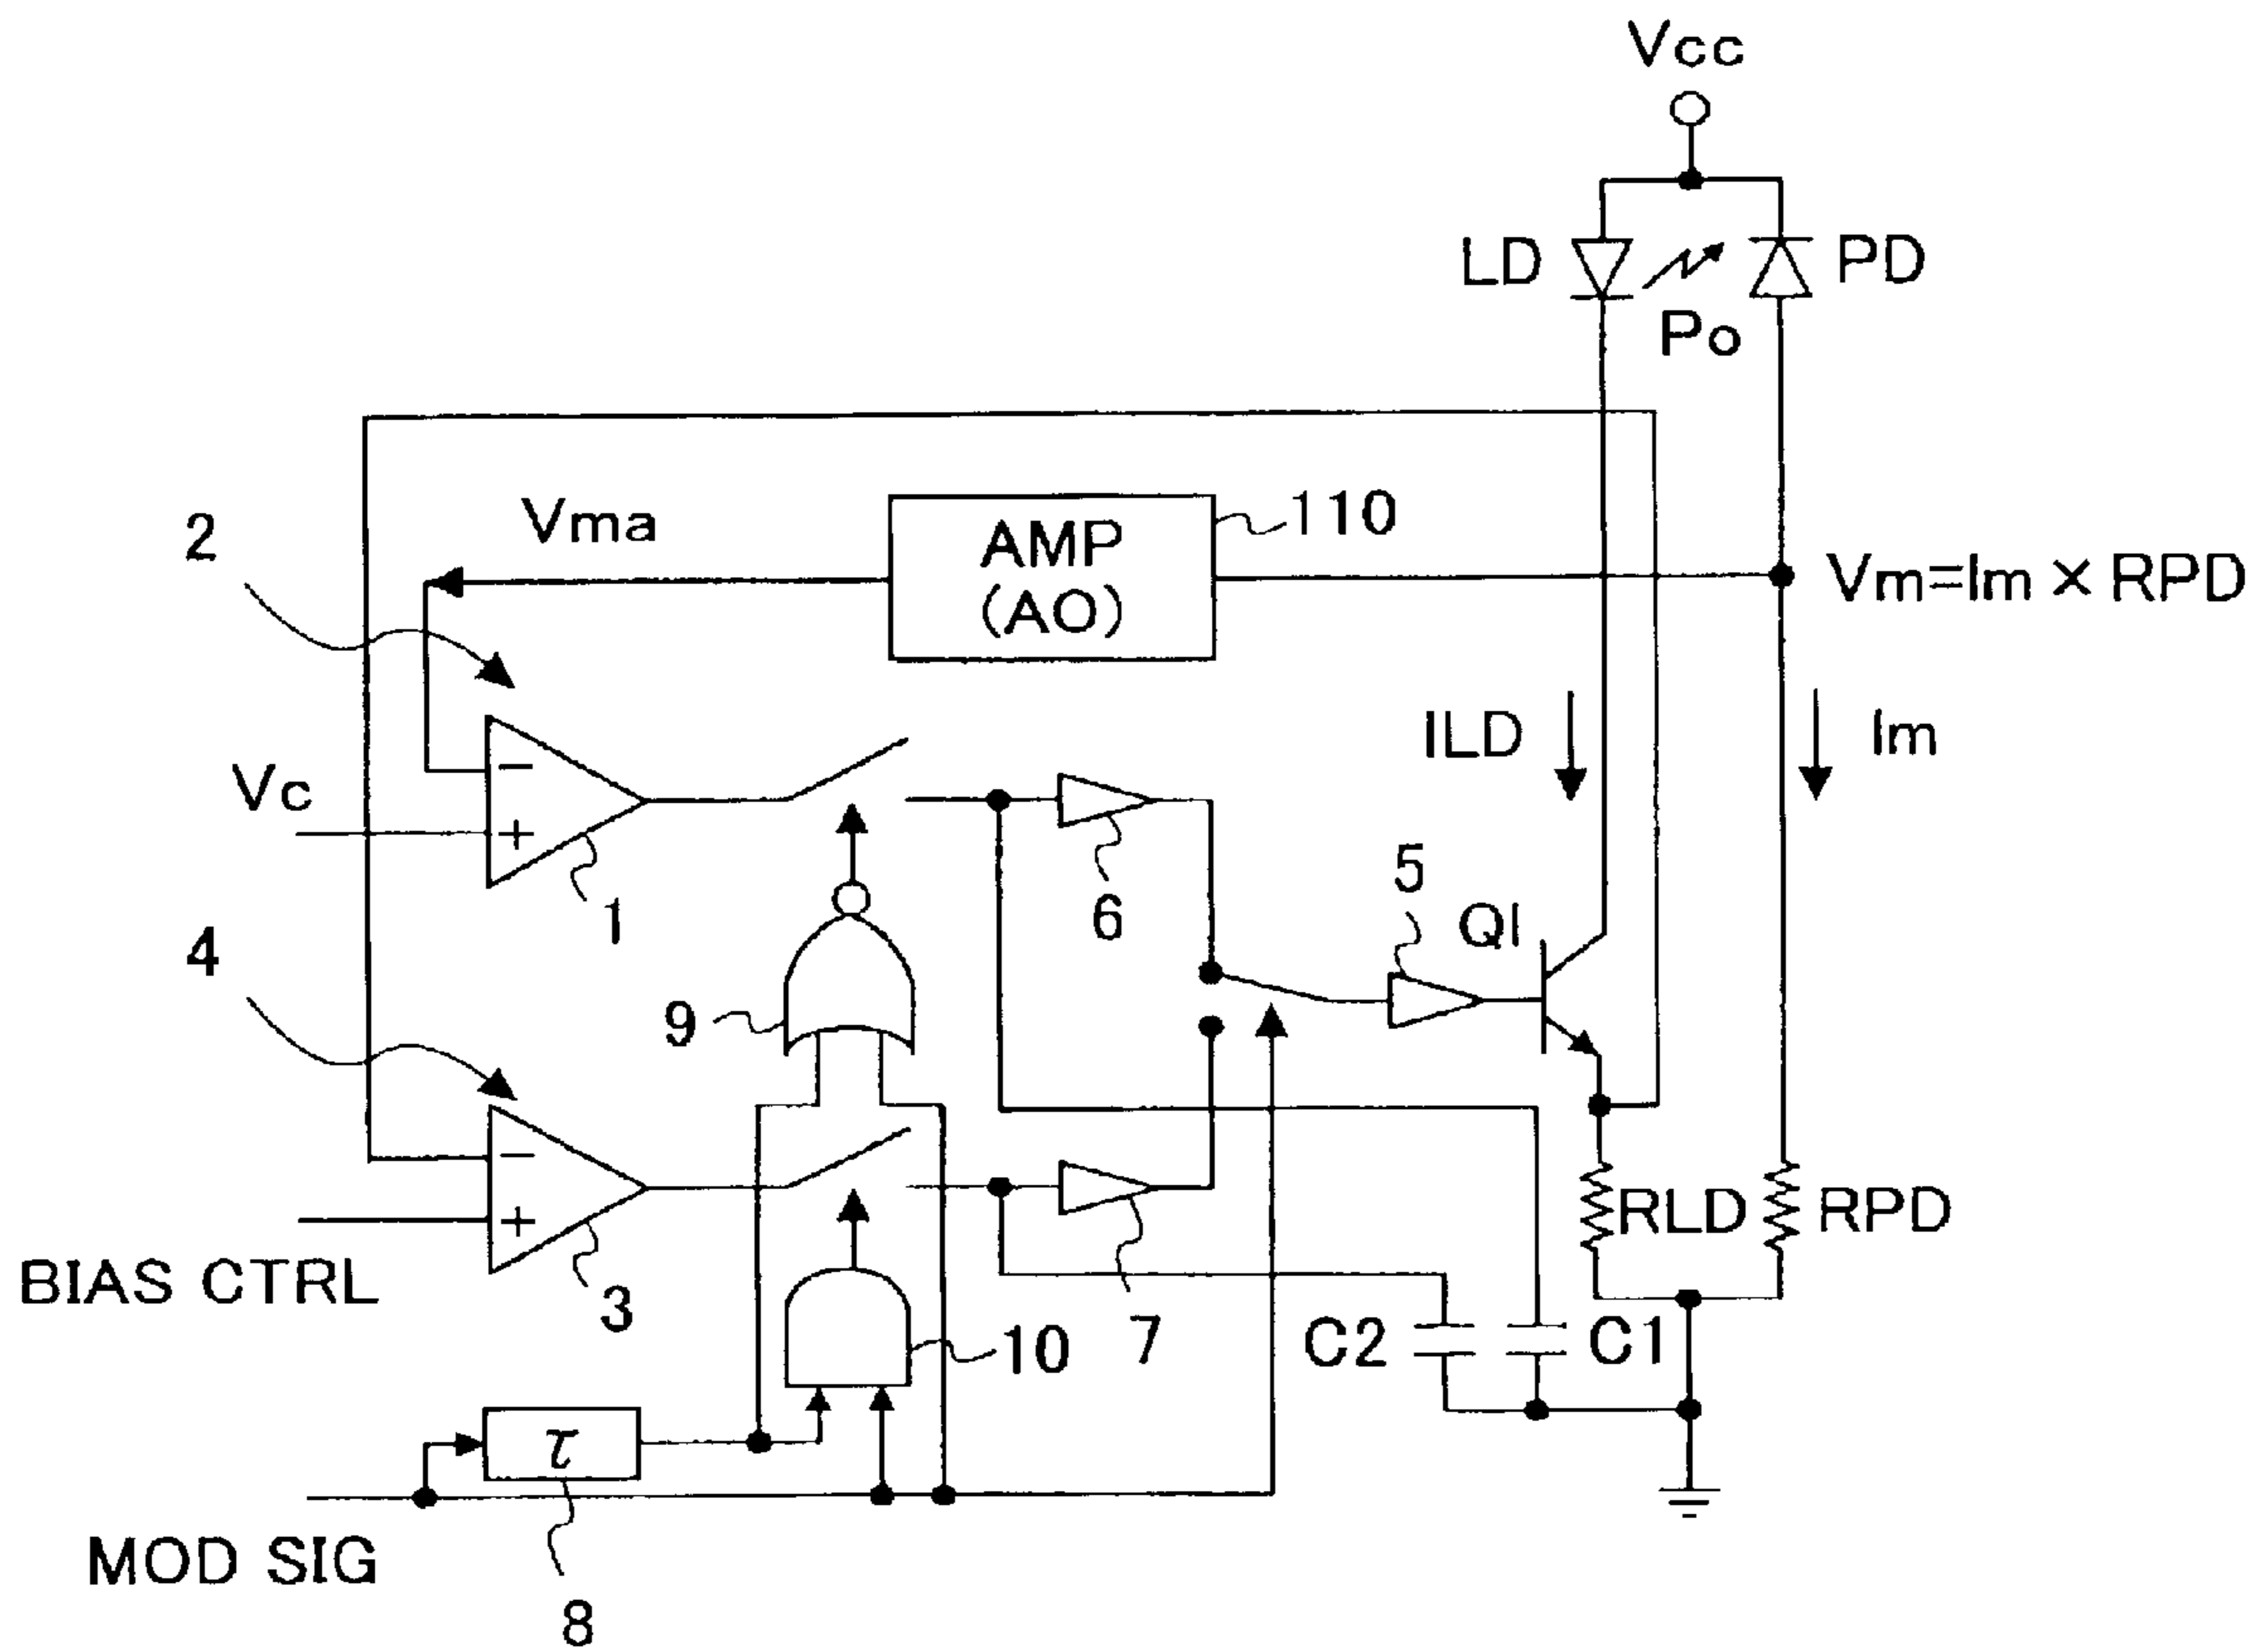 Vcc
LD
PD
Po
2
Vma
AMP
(AO)
110
Vm=Im × RPD
ILD
Im
Vc
−
+
1
6
5
QI
4
9
−
+
RLD
RPD
BIAS CTRL
3
10
7
C2
C1
τ
MOD SIG
8